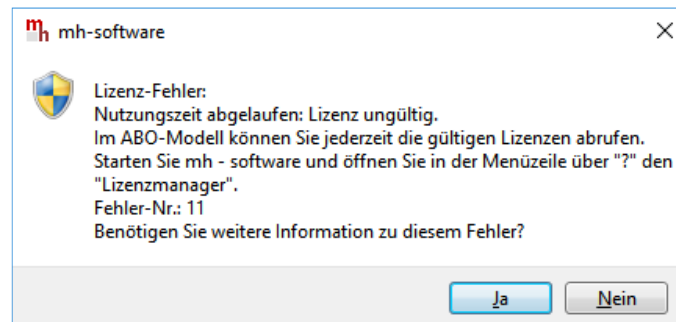 mh mh-software
Lizenz-Fehler:
Nutzungszeit abgelaufen: Lizenz ungültig.
Im ABO-Modell können Sie jederzeit die gültigen Lizenzen abrufen.
Starten Sie mh - software und öffnen Sie in der Menüzeile über "?" den
"Lizenzmanager".
Fehler-Nr.: 11
Benötigen Sie weitere Information zu diesem Fehler?
Ja Nein